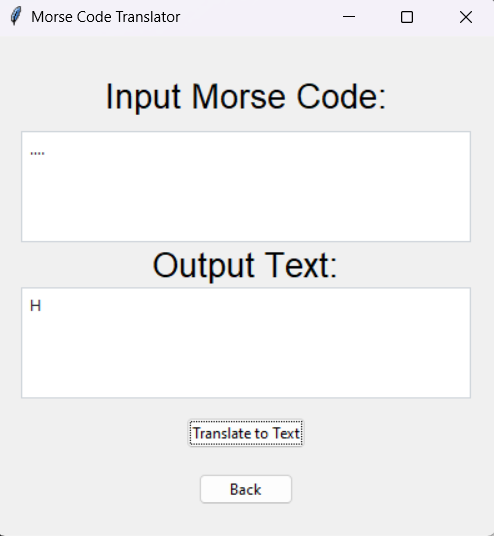 Morse Code Translator
Input Morse Code:
....
Output Text:
H
Translate to Text
Back